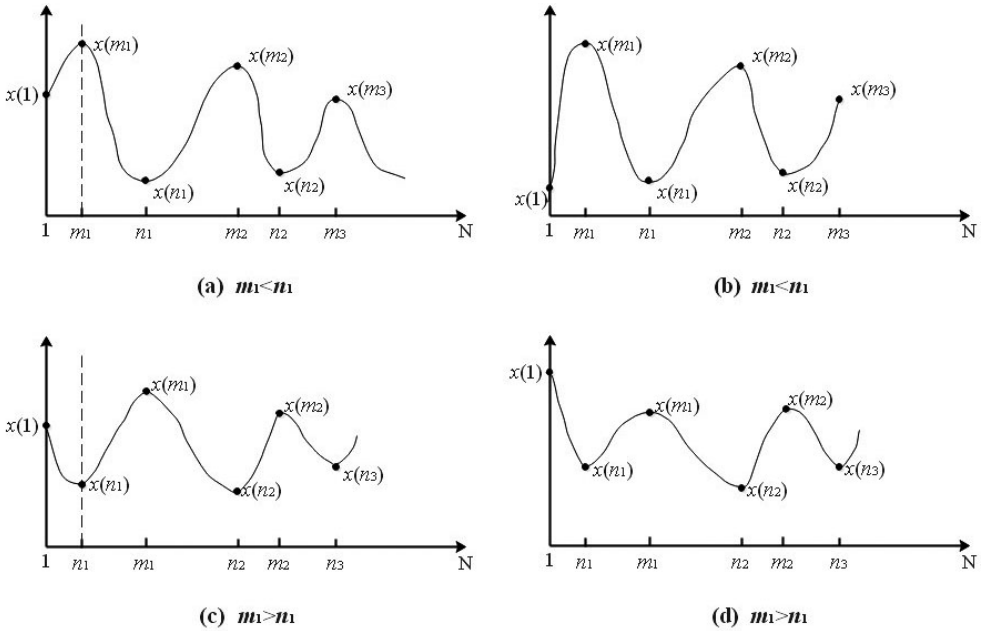 x(m₁)
x(m₂)
x(m₃)
x(1)
x(n₁)
x(n₂)
1 m₁ n₁ m₂ n₂ m₃ N
(a) m₁<n₁
x(m₁)
x(m₂)
x(m₃)
x(1)
x(n₁)
x(n₂)
1 m₁ n₁ m₂ n₂ m₃ N
(b) m₁<n₁
x(m₁)
x(m₂)
x(1)
x(n₁)
x(n₂)
x(n₃)
1 n₁ m₁ n₂ m₂ n₃ N
(c) m₁>n₁
x(1)
x(m₁)
x(m₂)
x(n₁)
x(n₂)
x(n₃)
1 n₁ m₁ n₂ m₂ n₃ N
(d) m₁>n₁